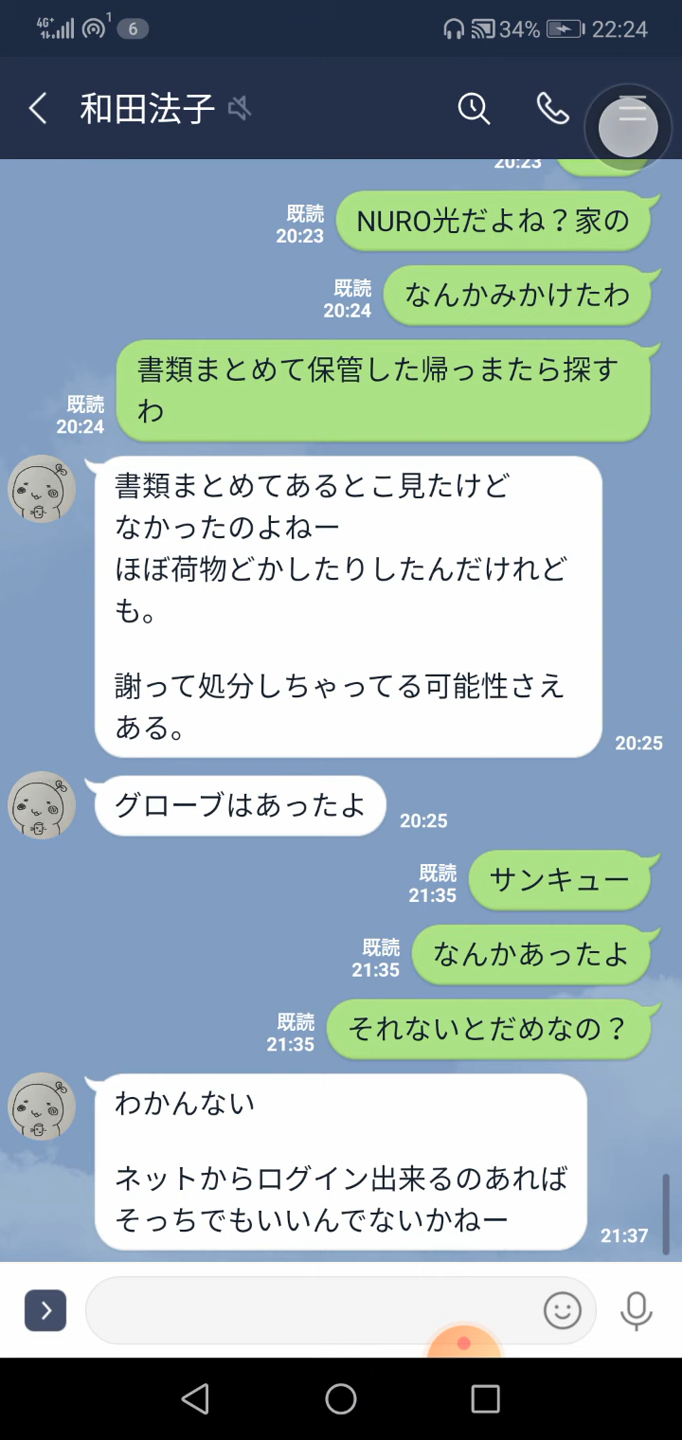 4G+
1
6
34%
22:24
和田法子
20:23
既読
20:23
NURO光だよね？家の
既読
20:24
なんかみかけたわ
書類まとめて保管した帰っまたら探す
わ
既読
20:24
書類まとめてあるとこ見たけど
なかったのよねー
ほぼ荷物どかしたりしたんだけれど
も。
謝って処分しちゃってる可能性さえ
ある。
20:25
グローブはあったよ
20:25
既読
21:35
サンキュー
既読
21:35
なんかあったよ
既読
21:35
それないとだめなの？
わかんない
ネットからログイン出来るのあれば
そっちでもいいんでないかねー
21:37